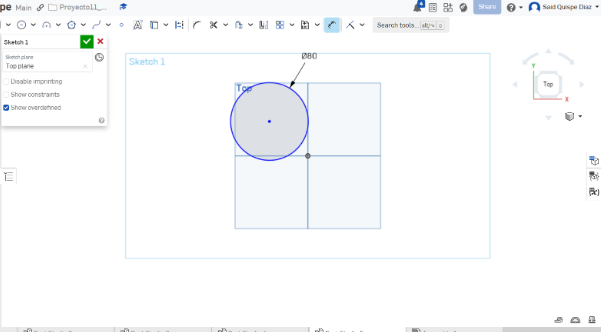 pe Main Proyecto11_... 4 Share Said Quispe Diaz
Search tools... alt/⌥ c
Sketch 1
Sketch plane
Top plane
Disable imprinting
Show constraints
Show overdefined
Sketch 1
Ø80
Top
Y
Top
X